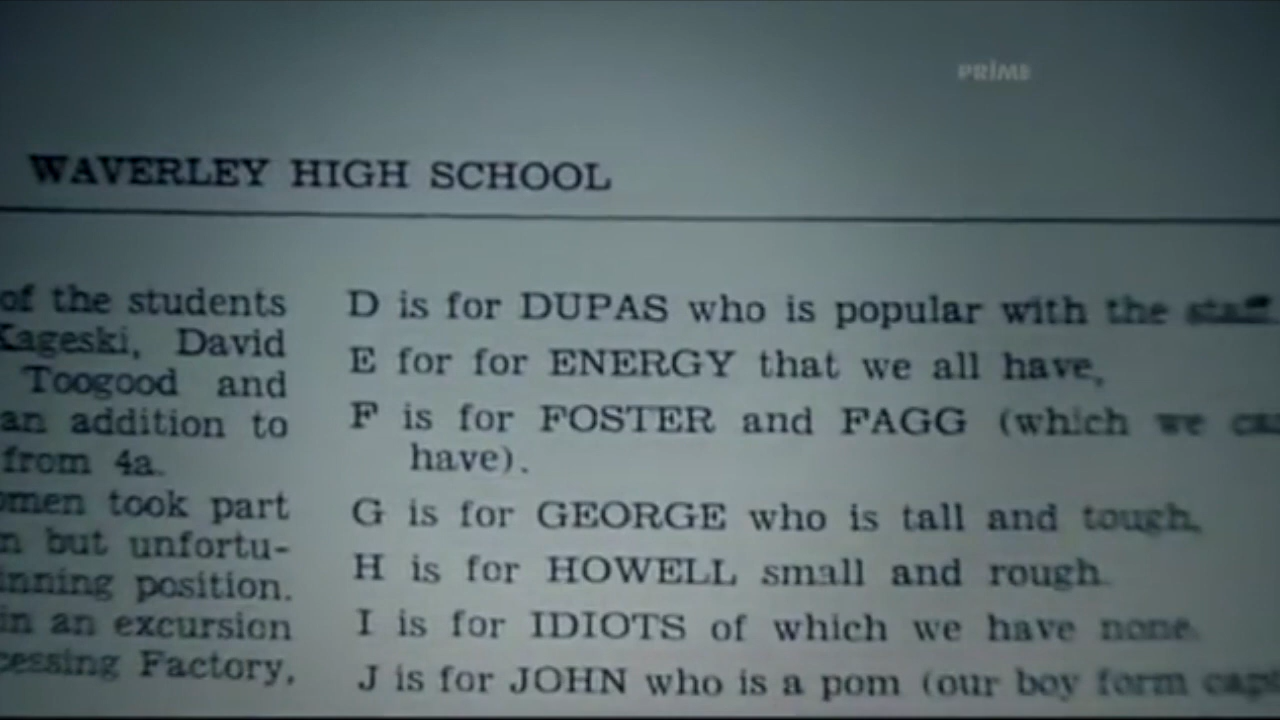 PRIME
WAVERLEY HIGH SCHOOL
of the students
Kageski, David
Toogood and
an addition to
from 4a.
omen took part
n but unfortu-
inning position.
in an excursion
cessing Factory,
D is for DUPAS who is popular with the staff.
E for for ENERGY that we all have,
F is for FOSTER and FAGG (which we
have).
G is for GEORGE who is tall and tough,
H is for HOWELL small and rough.
I is for IDIOTS of which we have none.
J is for JOHN who is a pom (our boy form capt